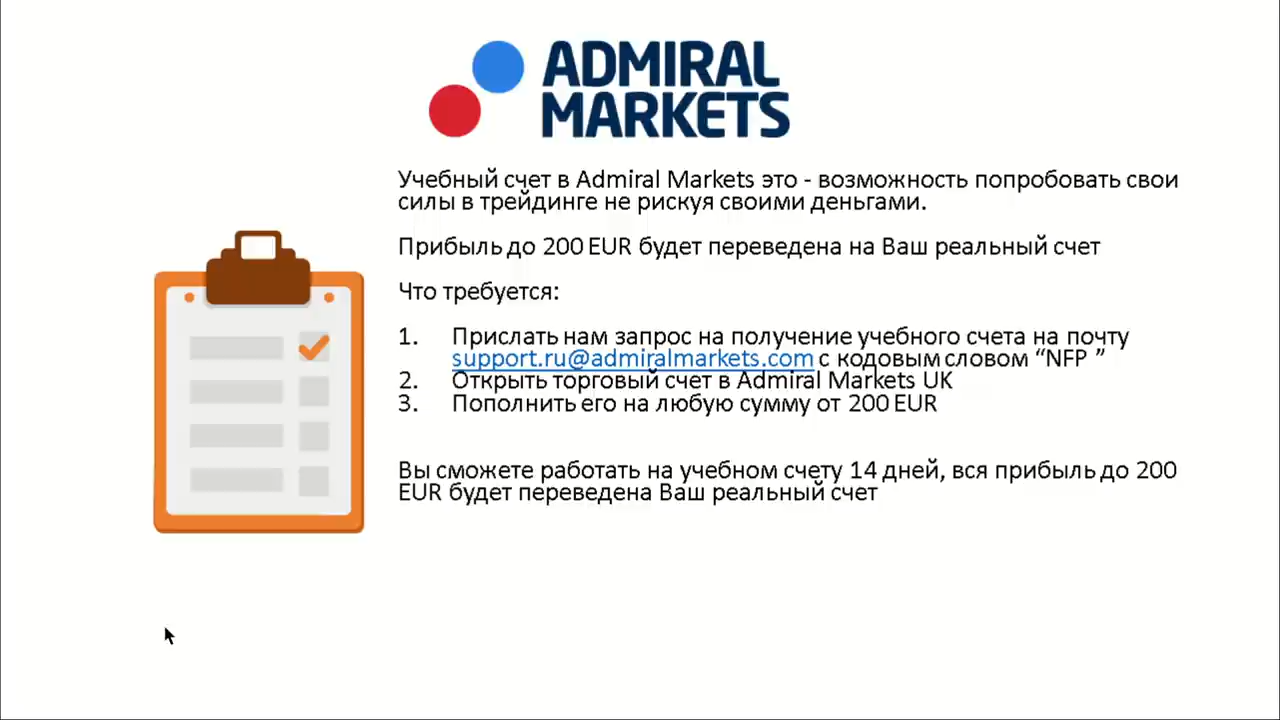 ADMIRAL
MARKETS
Учебный счет в Admiral Markets это - возможность попробовать свои
силы в трейдинге не рискуя своими деньгами.
Прибыль до 200 EUR будет переведена на Ваш реальный счет
Что требуется:
1. Прислать нам запрос на получение учебного счета на почту
support.ru@admiralmarkets.com с кодовым словом “NFP ”
2. Открыть торговый счет в Admiral Markets UK
3. Пополнить его на любую сумму от 200 EUR
Вы сможете работать на учебном счету 14 дней, вся прибыль до 200
EUR будет переведена Ваш реальный счет